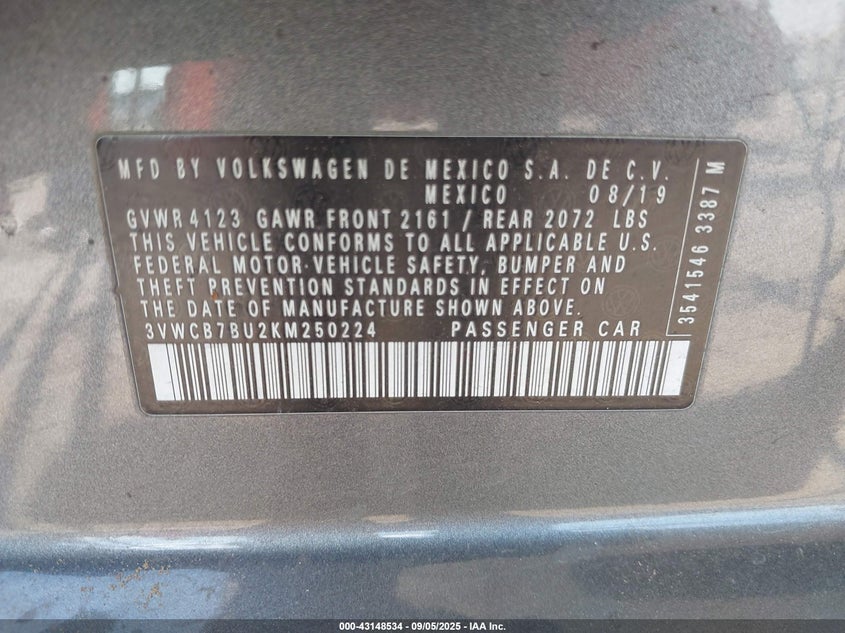 MFD BY VOLKSWAGEN DE MEXICO S.A. DE C.V.
MEXICO 08/19
GVWR 4123 GAWR FRONT 2161 / REAR 2072 LBS
THIS VEHICLE CONFORMS TO ALL APPLICABLE U.S.
FEDERAL MOTOR VEHICLE SAFETY, BUMPER AND
THEFT PREVENTION STANDARDS IN EFFECT ON
THE DATE OF MANUFACTURE SHOWN ABOVE.
3VWCB7BU2KM250224 PASSENGER CAR
3541546 3387 M
000-43148534 | 09/05/2025 | IAA Inc.